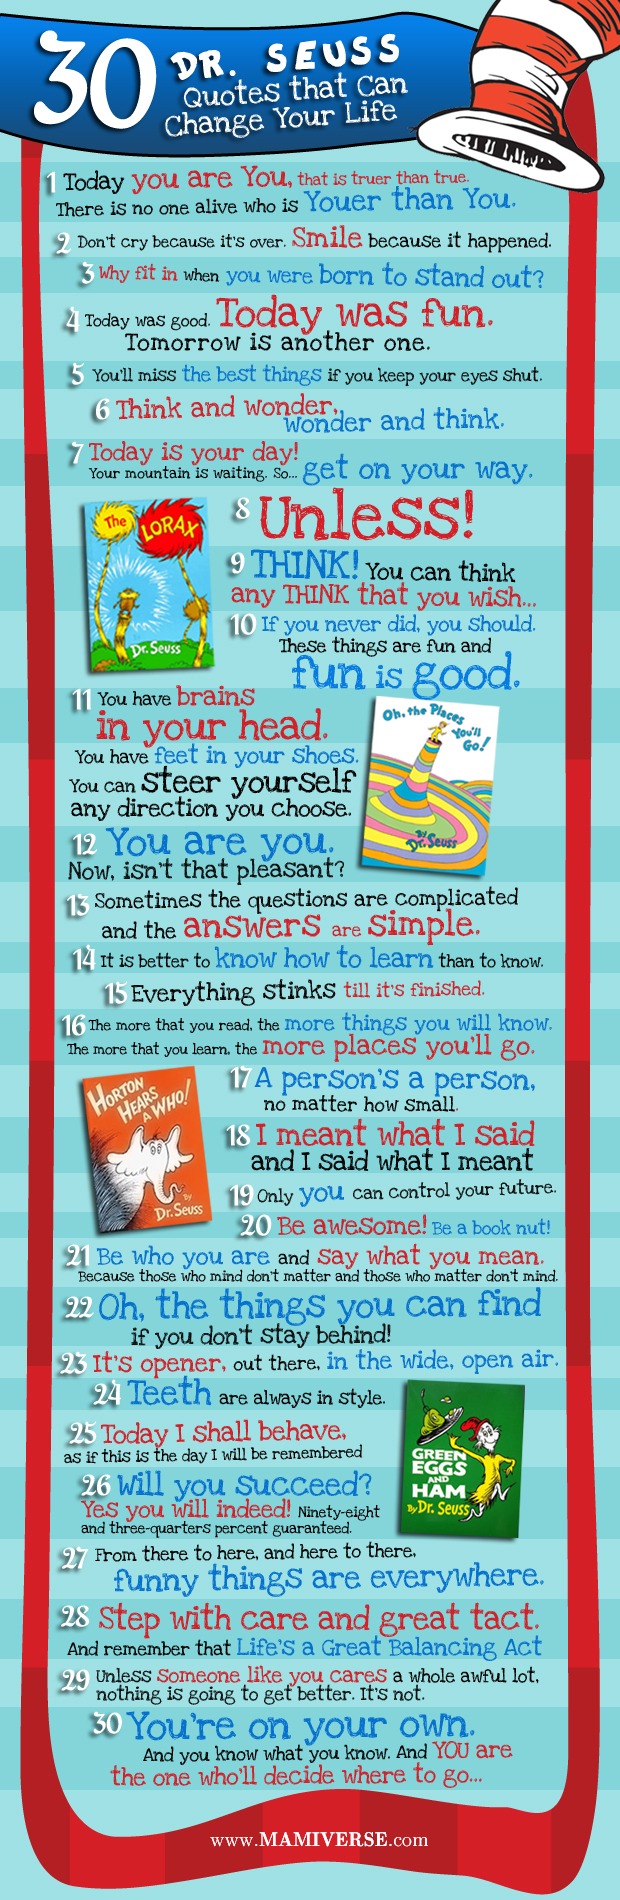 30 DR. SEUSS
Quotes that Can
Change Your Life
1 Today you are You, that is truer than true.
There is no one alive who is Youer than You.
2 Don't cry because it's over. Smile because it happened.
3 Why fit in when you were born to stand out?
4 Today was good. Today was fun.
Tomorrow is another one.
5 You'll miss the best things if you keep your eyes shut.
6 Think and wonder,
wonder and think.
7 Today is your day!
Your mountain is waiting. So... get on your way.
The
LORAX
Dr. Seuss
8 Unless!
9 THINK! You can think
any THINK that you wish...
10 If you never did, you should.
These things are fun and
fun is good.
11 You have brains
in your head.
You have feet in your shoes.
You can steer yourself
any direction you choose.
Oh, the Places
You'll
Go!
By
Dr. Seuss
12 You are you.
Now, isn't that pleasant?
13 Sometimes the questions are complicated
and the answers are simple.
14 It is better to know how to learn than to know.
15 Everything stinks till it's finished.
16 The more that you read, the more things you will know.
The more that you learn, the more places you'll go.
HORTON
HEARS
A WHO!
By
Dr. Seuss
17 A person's a person,
no matter how small.
18 I meant what I said
and I said what I meant
19 Only you can control your future.
20 Be awesome! Be a book nut!
21 Be who you are and say what you mean.
Because those who mind don't matter and those who matter don't mind.
22 Oh, the things you can find
if you don't stay behind!
23 It's opener, out there, in the wide, open air.
24 Teeth are always in style.
25 Today I shall behave,
as if this is the day I will be remembered
GREEN
EGGS
AND
HAM
By Dr. Seuss
26 Will you succeed?
Yes you will indeed! Ninety-eight
and three-quarters percent guaranteed.
27 From there to here, and here to there,
funny things are everywhere.
28 Step with care and great tact.
And remember that Life's a Great Balancing Act
29 Unless someone like you cares a whole awful lot,
nothing is going to get better. It's not.
30 You're on your own.
And you know what you know. And YOU are
the one who'll decide where to go...
www.MAMIVERSE.com